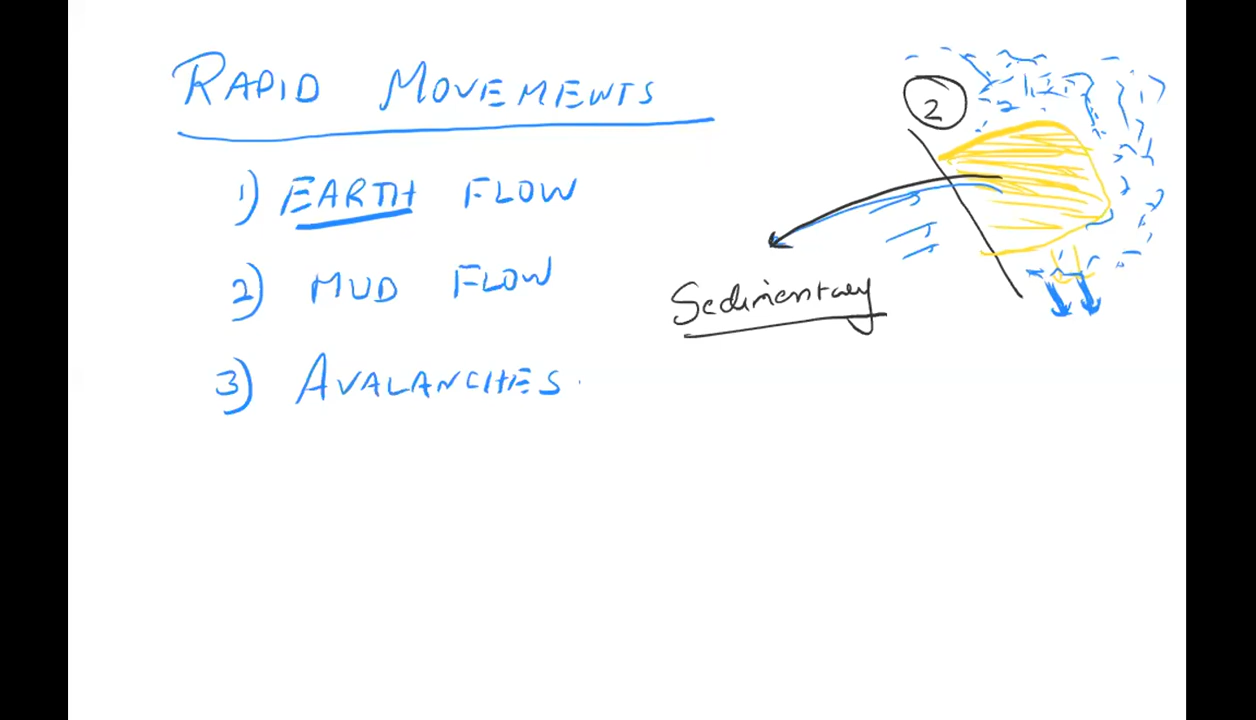 RAPID MOVEMENTS
1) EARTH FLOW
2) MUD FLOW
3) AVALANCHES
2
Sedimentary